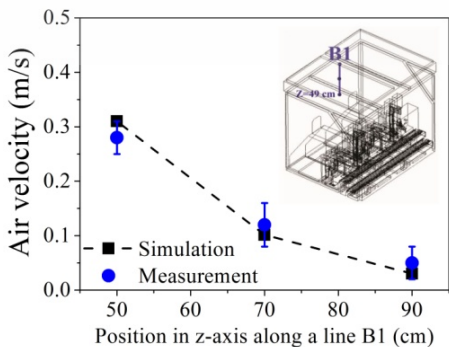 0.5
0.4
0.3
0.2
0.1
0.0
Air velocity (m/s)
B1
Z=49 cm
Simulation
Measurement
50 60 70 80 90
Position in z-axis along a line B1 (cm)